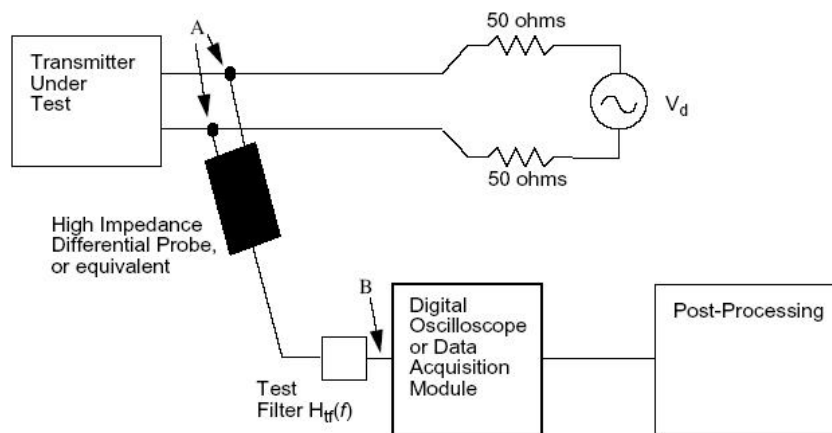 50 ohms
A
Transmitter
Under
Test
V_d
50 ohms
High Impedance
Differential Probe,
or equivalent
B
Digital
Oscilloscope
or Data
Acquisition
Module
Post-Processing
Test
Filter H_tf(f)